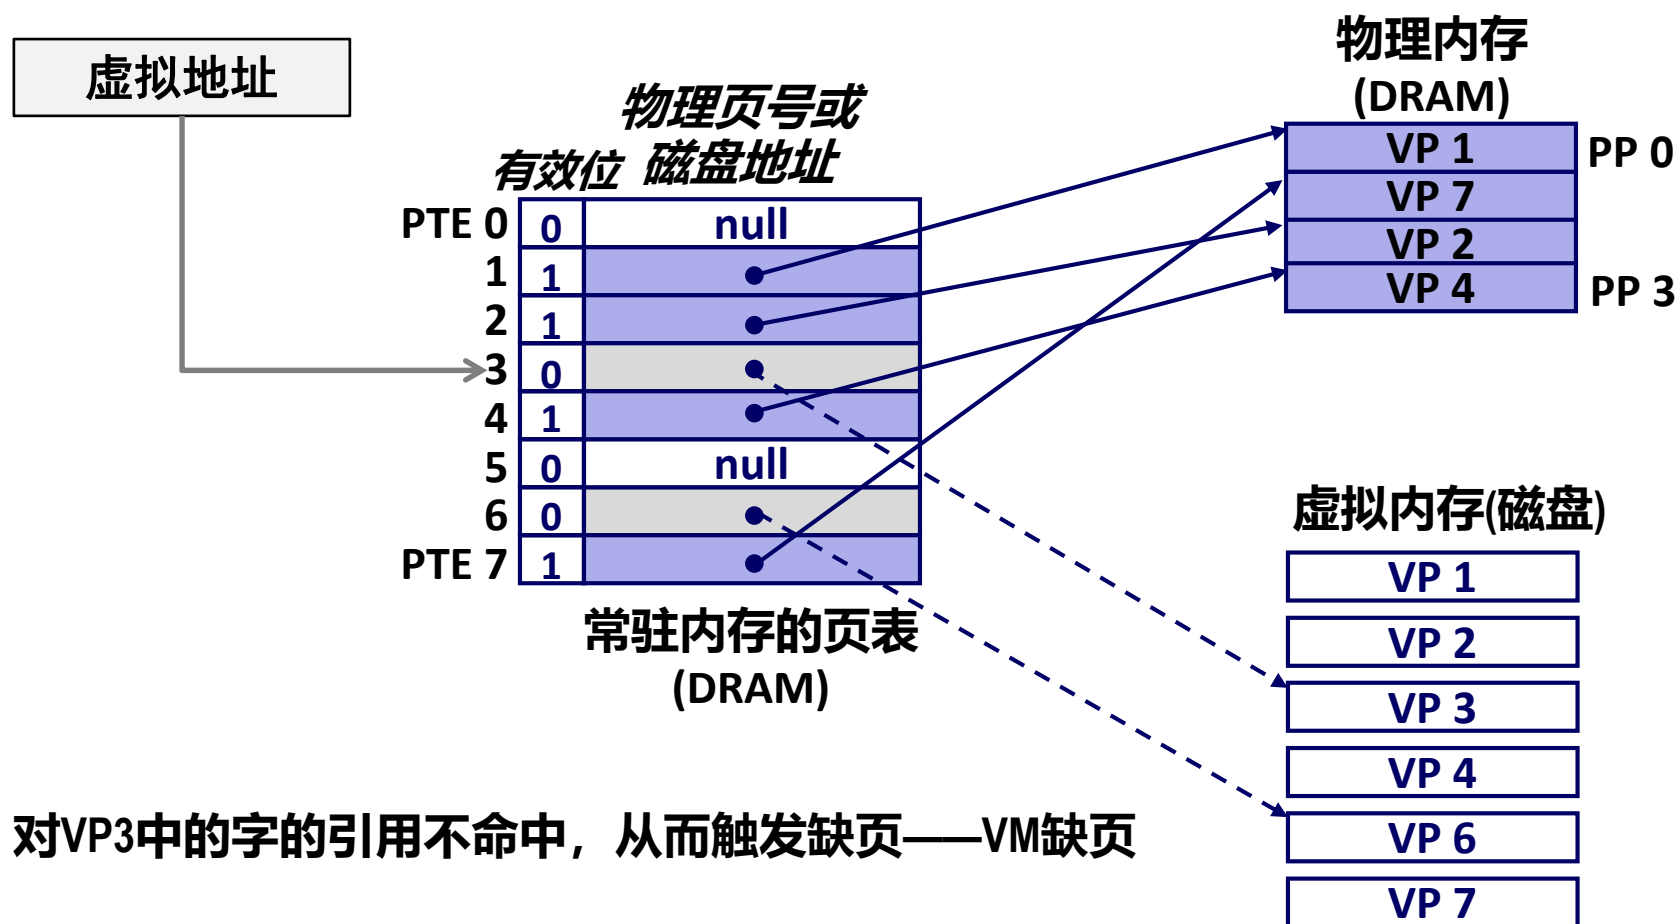 虚拟地址
物理页号或
磁盘地址
有效位
PTE 0 0 null
1 1
2 1
3 0
4 1
5 0 null
6 0
PTE 7 1
常驻内存的页表
(DRAM)
物理内存
(DRAM)
VP 1 PP 0
VP 7
VP 2
VP 4 PP 3
虚拟内存(磁盘)
VP 1
VP 2
VP 3
VP 4
VP 6
VP 7
对VP3中的字的引用不命中，从而触发缺页——VM缺页